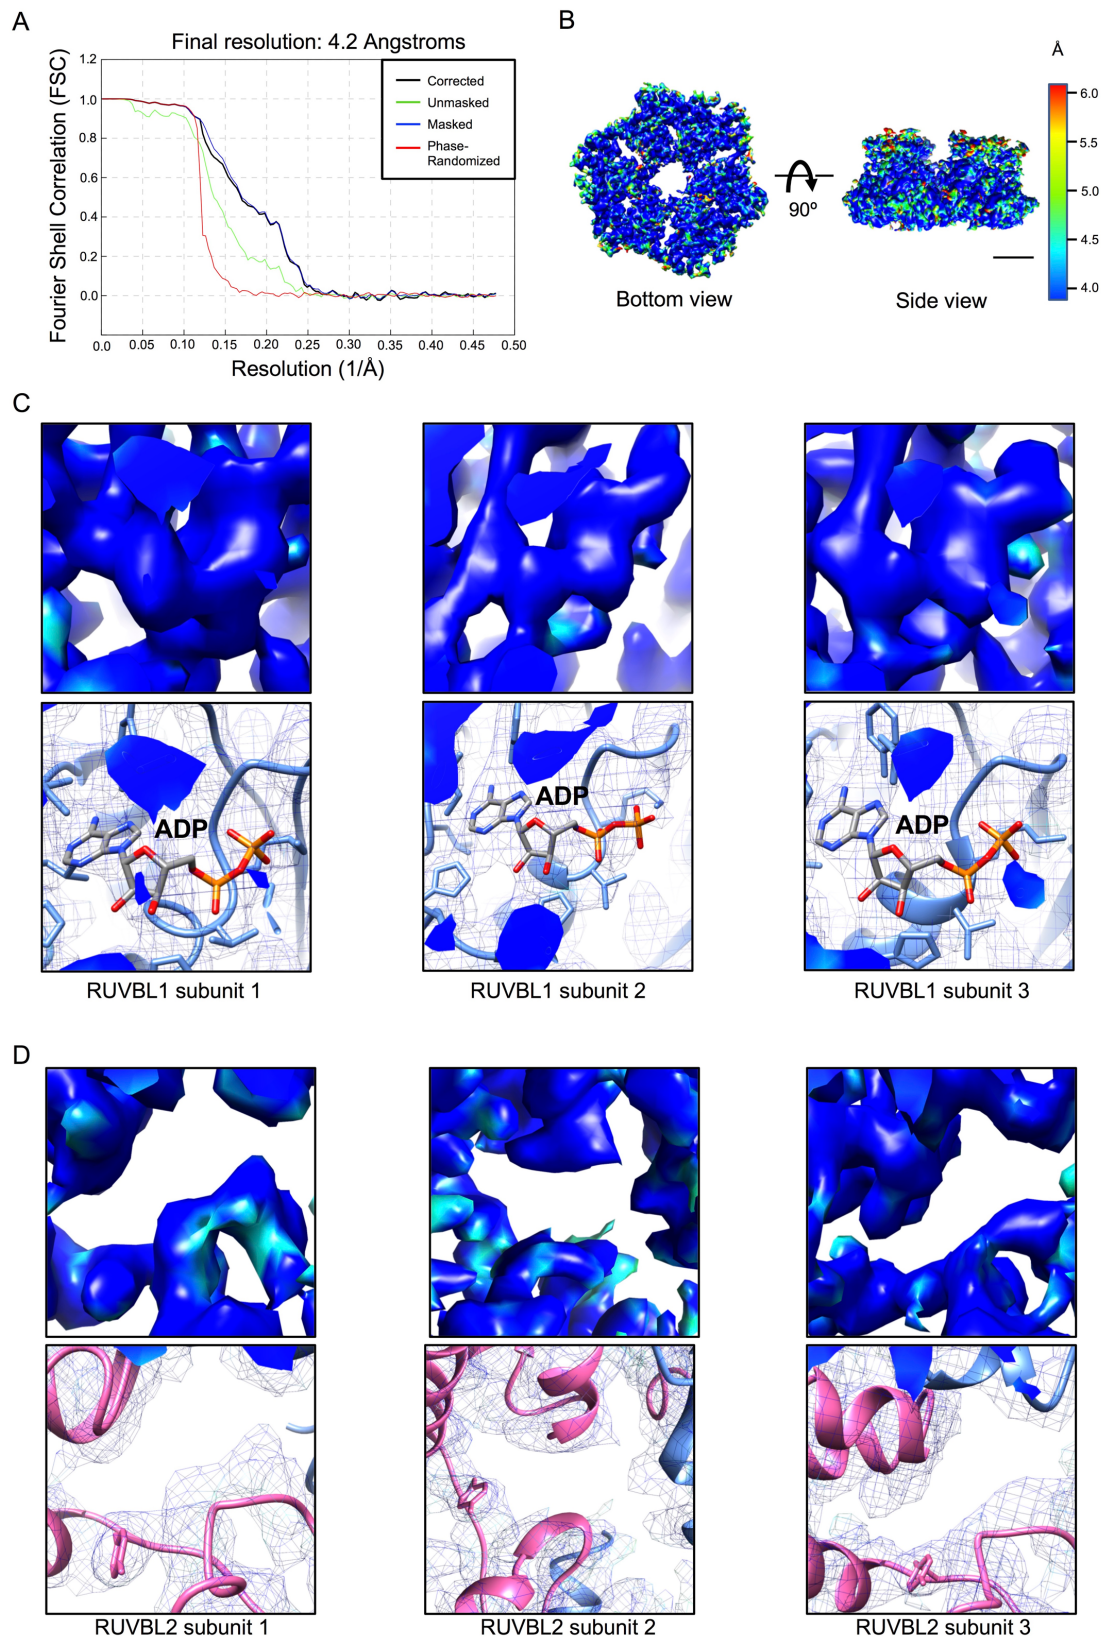 A
Final resolution: 4.2 Angstroms
Fourier Shell Correlation (FSC)
1.2
1.0
0.8
0.6
0.4
0.2
0.0
Corrected
Unmasked
Masked
Phase-
Randomized
0.0 0.05 0.10 0.15 0.20 0.25 0.30 0.35 0.40 0.45 0.50
Resolution (1/Å)
B
90º
Bottom view
Side view
Å
6.0
5.5
5.0
4.5
4.0
C
ADP
ADP
ADP
RUVBL1 subunit 1
RUVBL1 subunit 2
RUVBL1 subunit 3
D
RUVBL2 subunit 1
RUVBL2 subunit 2
RUVBL2 subunit 3